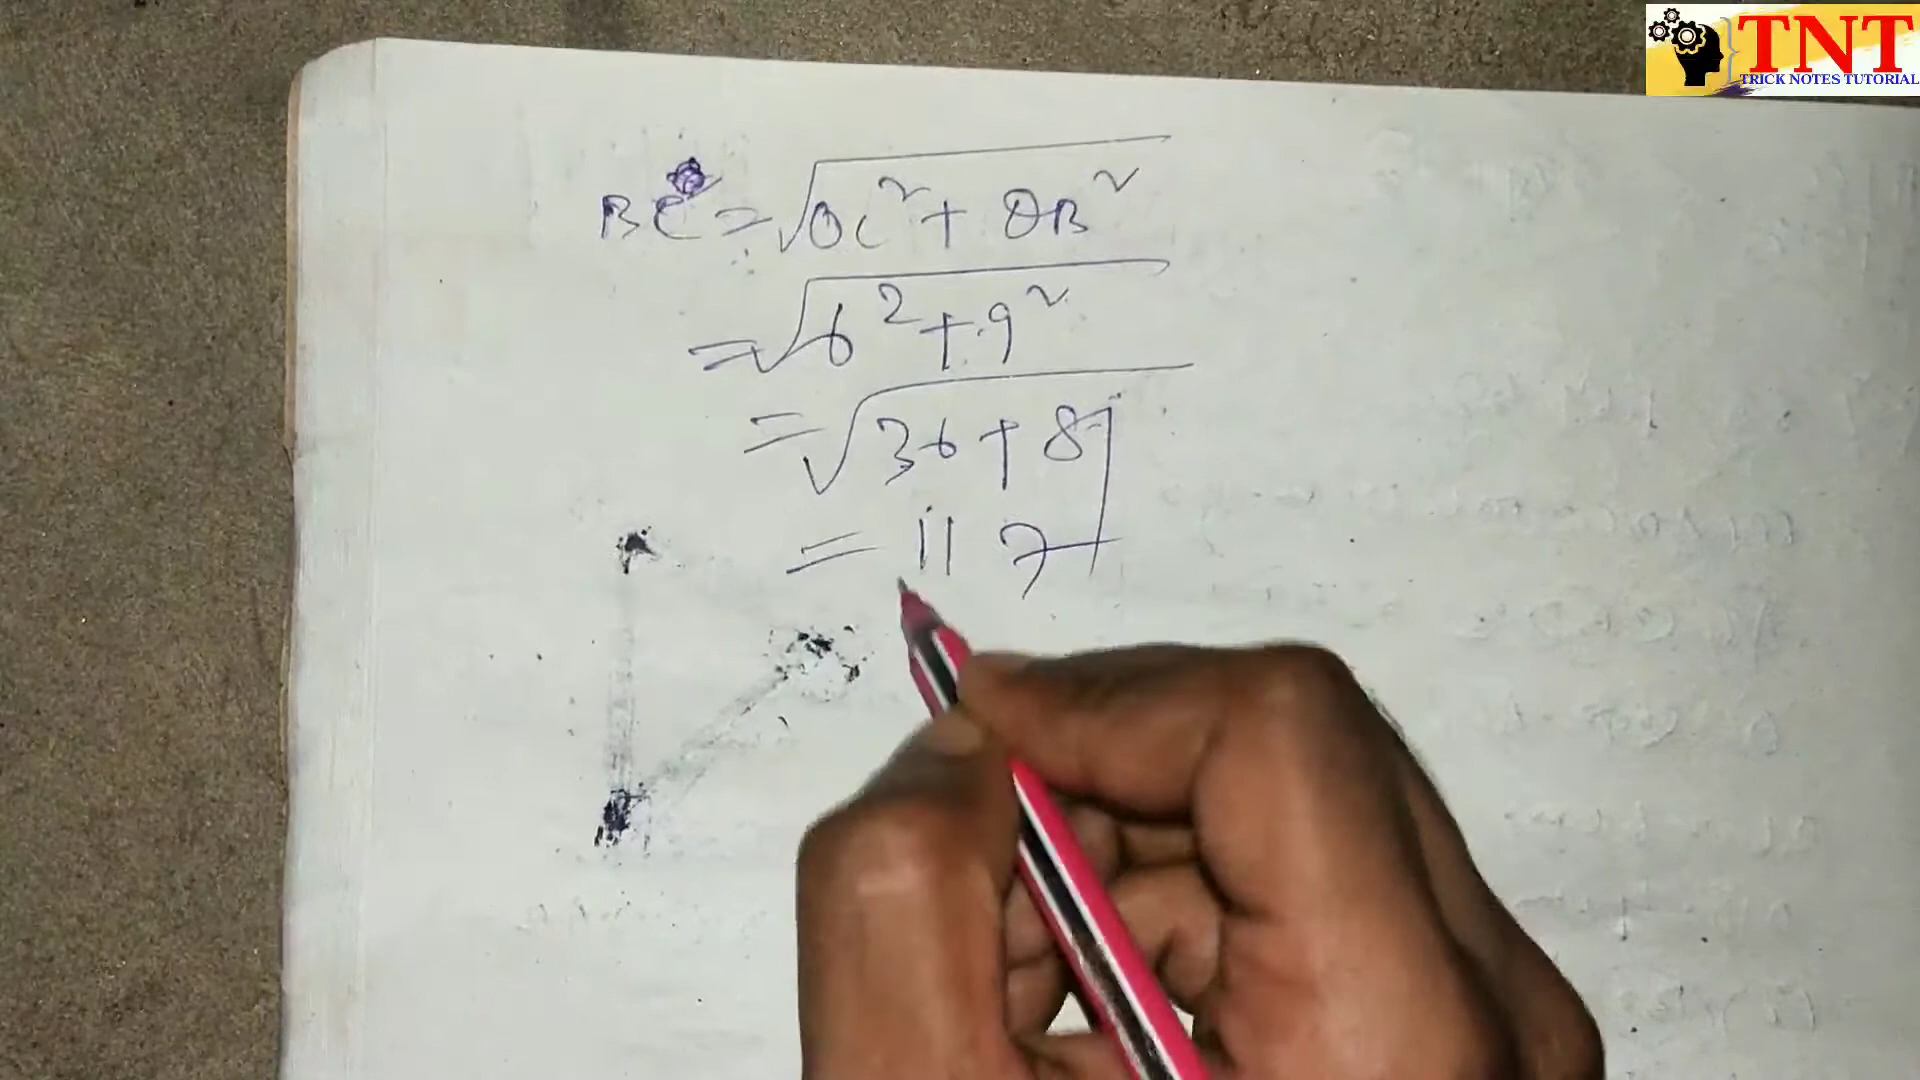 TNT
TRICK NOTES TUTORIAL
BC = √OC² + OB²
= √6² + 9²
= √36 + 81
= 117